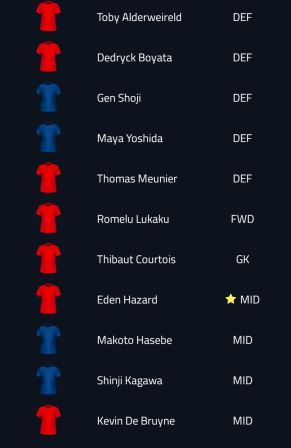 Toby Alderweireld DEF
Dedryck Boyata DEF
Gen Shoji DEF
Maya Yoshida DEF
Thomas Meunier DEF
Romelu Lukaku FWD
Thibaut Courtois GK
Eden Hazard MID
Makoto Hasebe MID
Shinji Kagawa MID
Kevin De Bruyne MID